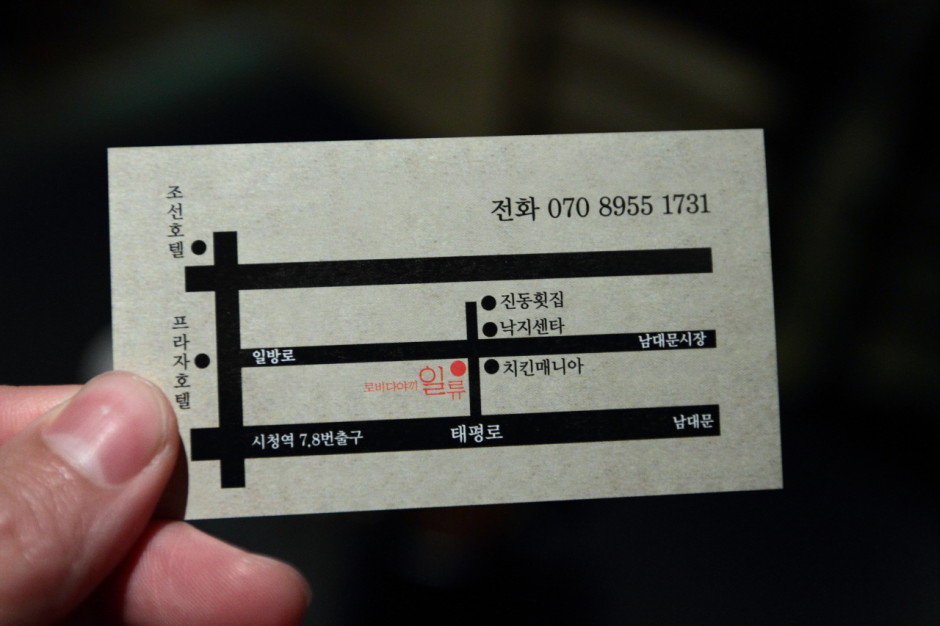 전화 070 8955 1731
조선호텔
프라자호텔
진동횟집
낙지센타
일방로
남대문시장
치킨매니아
로바다야끼 일류
시청역 7,8번출구
태평로
남대문